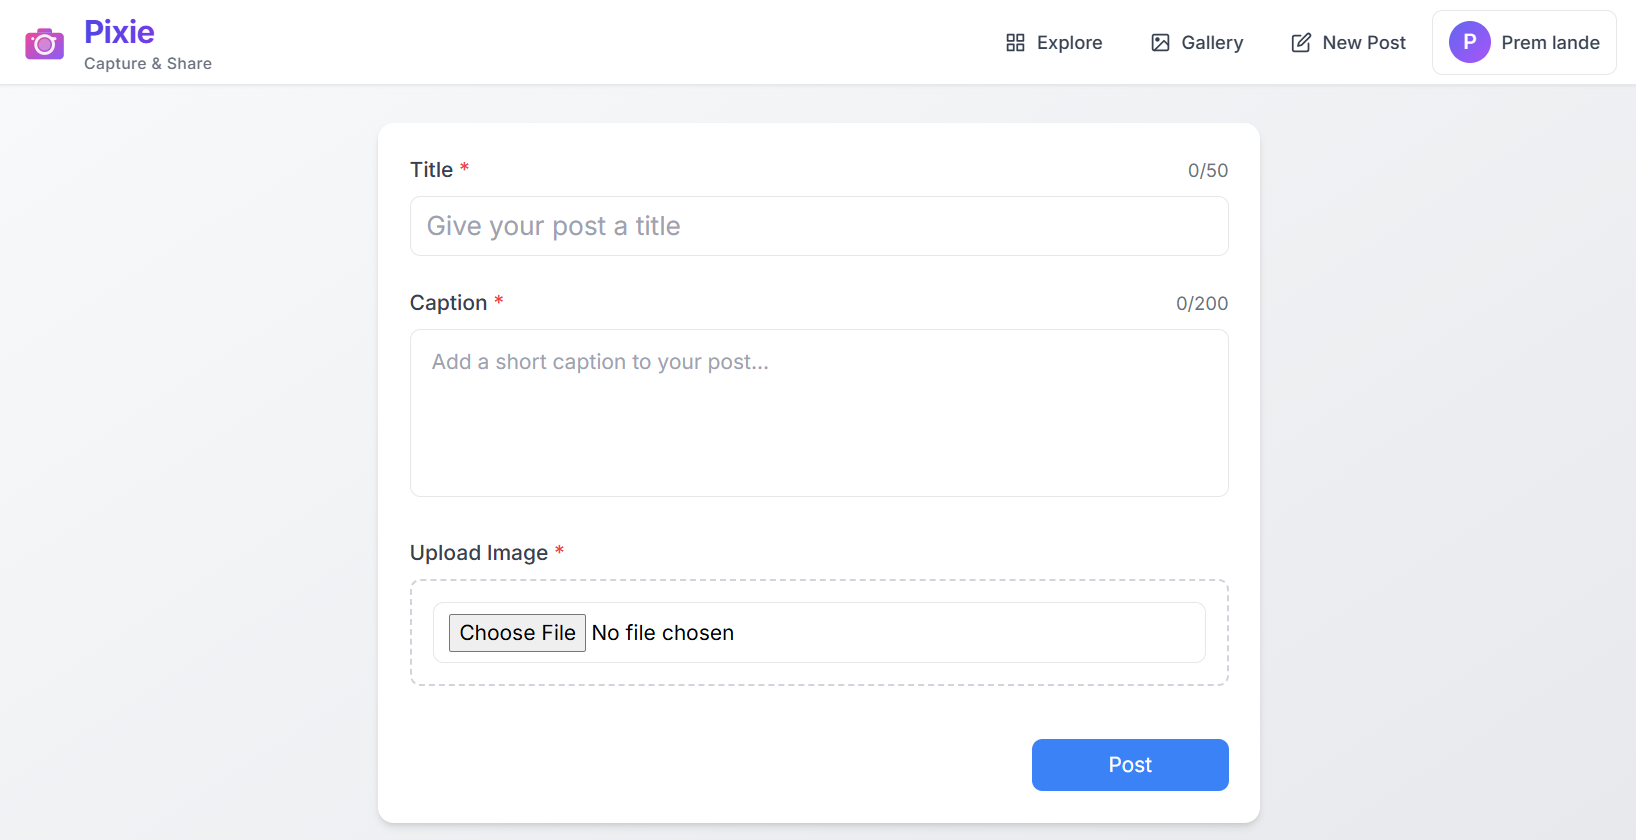 Pixie
Capture & Share
Explore
Gallery
New Post
P
Prem lande
Title *
0/50
Give your post a title
Caption *
0/200
Add a short caption to your post...
Upload Image *
Choose File No file chosen
Post